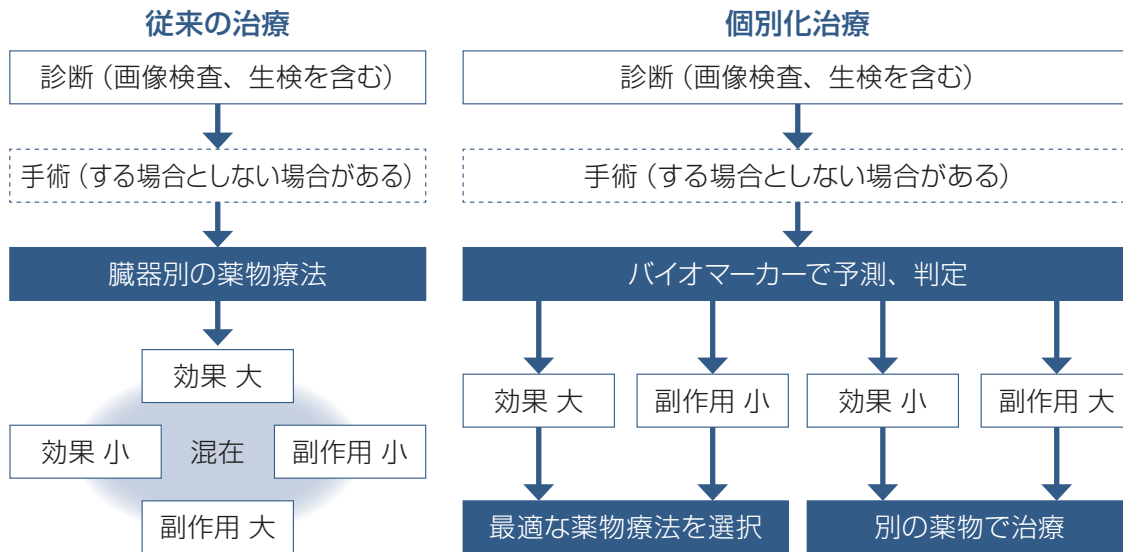 従来の治療
診断（画像検査、生検を含む）
手術（する場合としない場合がある）
臓器別の薬物療法
効果 大
効果 小
混在
副作用 小
副作用 大
個別化治療
診断（画像検査、生検を含む）
手術（する場合としない場合がある）
バイオマーカーで予測、判定
効果 大
副作用 小
効果 小
副作用 大
最適な薬物療法を選択
別の薬物で治療